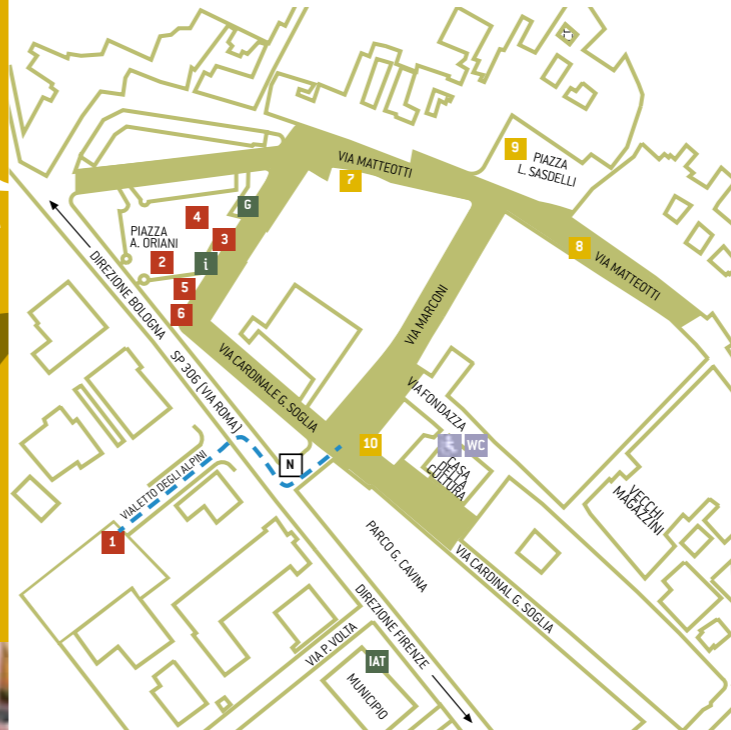 9
PIAZZA
L. SASDELLI
VIA MATTEOTTI
7
G
4
3
PIAZZA
A. ORIANI
2
i
5
6
8
VIA MATTEOTTI
DIREZIONE BOLOGNA
SP 306 (VIA ROMA)
VIA CARDINALE G. SOGLIA
VIA MARCONI
VIA FONDAZZA
10
WC
CASA
DELLA
CULTURA
N
VIALETTO DEGLI ALPINI
1
VECCHI
MAGAZZINI
PARCO G. CAVINA
VIA CARDINAL G. SOGLIA
DIREZIONE FIRENZE
VIA P. VOLTA
IAT
MUNICIPIO